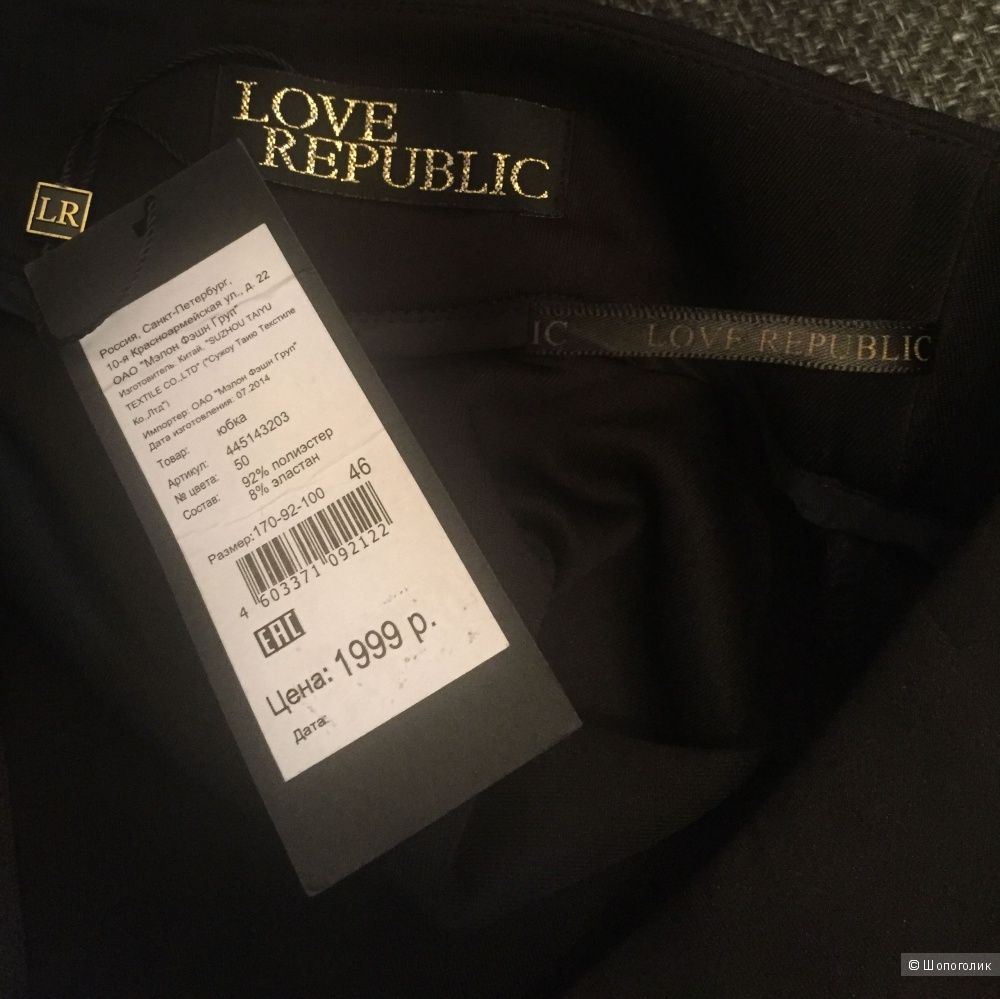 LOVE
REPUBLIC
LR
IC LOVE REPUBLIC
Россия, Санкт-Петербург,
10-я Красноармейская ул., д. 22
ОАО "Мэлон Фэшн Груп"
Изготовитель: Китай, "SUZHOU TAIYU
TEXTILE CO.,LTD" ("Сужоу Таию Текстиле
Ко.,Лтд")
Импортер: ОАО "Мэлон Фэшн Груп"
Дата изготовления: 07.2014
Товар: юбка
Артикул: 445143203
№ цвета: 50
Состав: 92% полиэстер
8% эластан
Размер: 170-92-100 46
4 603371 092122
EAC
Цена: 1999 р.
Дата:
© Шопоголик